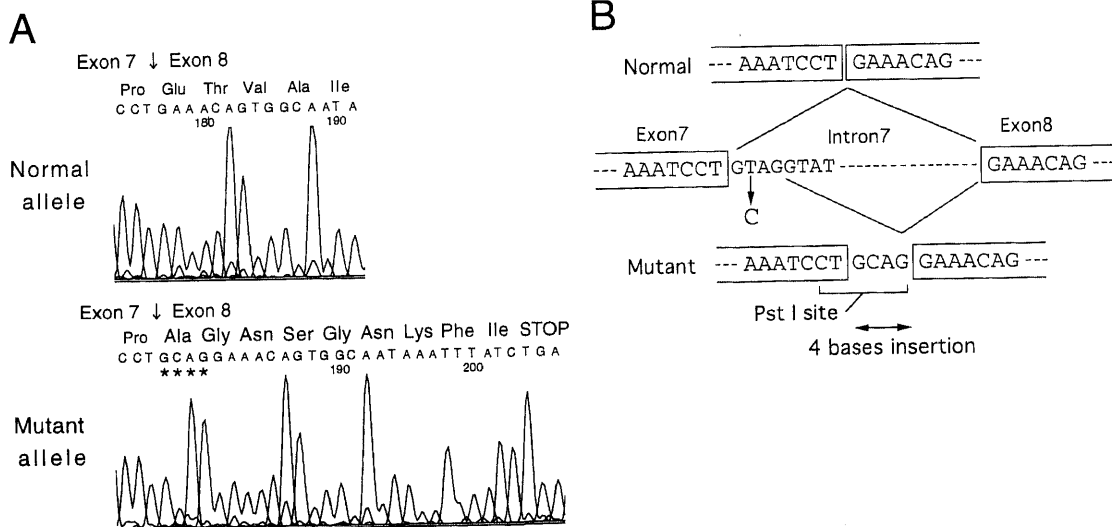 A
Exon 7 ↓ Exon 8
Pro Glu Thr Val Ala Ile
C C T G A A A C A G T G G C A A T A
180 190
Normal
allele
Exon 7 ↓ Exon 8
Pro Ala Gly Asn Ser Gly Asn Lys Phe Ile STOP
C C T G C A G G A A A C A G T G G C A A T A A A T T T A T C T G A
**** 190 200
Mutant
allele
B
Normal --- AAATCCT GAAACAG ---
Exon7 Intron7 Exon8
--- AAATCCT GTAGGTAT ------------- GAAACAG ---
C
Mutant --- AAATCCT GCAG GAAACAG ---
Pst I site
4 bases insertion